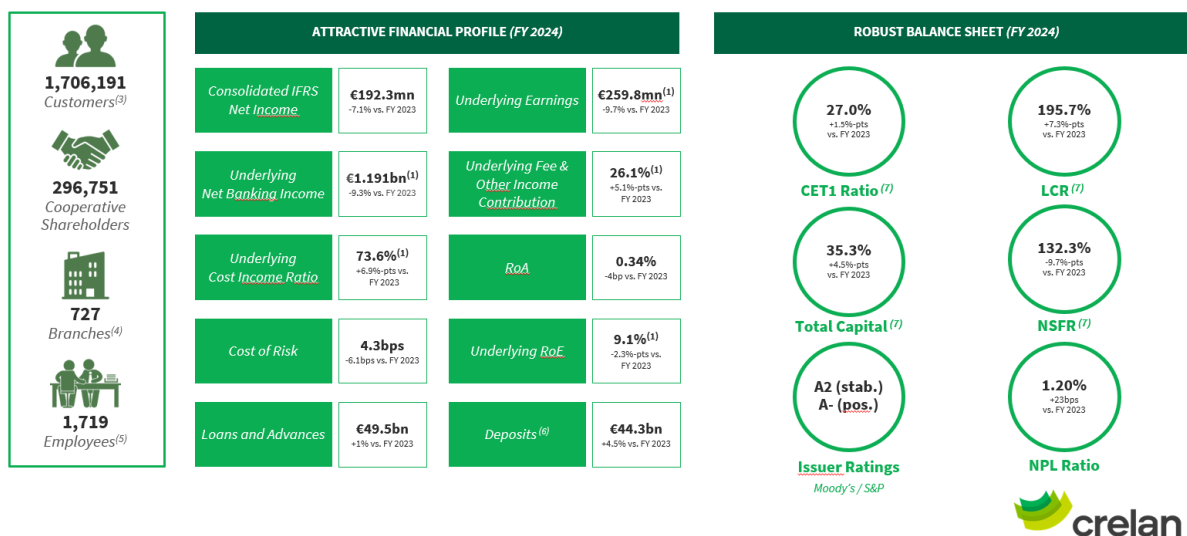 1,706,191
Customers(3)
296,751
Cooperative
Shareholders
727
Branches(4)
1,719
Employees(5)
ATTRACTIVE FINANCIAL PROFILE (FY 2024)
Consolidated IFRS
Net Income
€192.3mn
-7.1% vs. FY 2023
Underlying Earnings
€259.8mn(1)
-9.7% vs. FY 2023
Underlying
Net Banking Income
€1.191bn(1)
-9.3% vs. FY 2023
Underlying Fee &
Other Income
Contribution
26.1%(1)
+5.1%-pts vs.
FY 2023
Underlying
Cost Income Ratio
73.6%(1)
+6.9%-pts vs.
FY 2023
RoA
0.34%
-4bp vs. FY 2023
Cost of Risk
4.3bps
-6.1bps vs. FY 2023
Underlying RoE
9.1%(1)
-2.3%-pts vs.
FY 2023
Loans and Advances
€49.5bn
+1% vs. FY 2023
Deposits (6)
€44.3bn
+4.5% vs. FY 2023
ROBUST BALANCE SHEET (FY 2024)
27.0%
+1.5%-pts
vs. FY 2023
CET1 Ratio (7)
195.7%
+7.3%-pts
vs. FY 2023
LCR (7)
35.3%
+4.5%-pts
vs. FY 2023
Total Capital (7)
132.3%
-9.7%-pts
vs. FY 2023
NSFR (7)
A2 (stab.)
A- (pos.)
Issuer Ratings
Moody's / S&P
1.20%
+23bps
vs. FY 2023
NPL Ratio
crelan